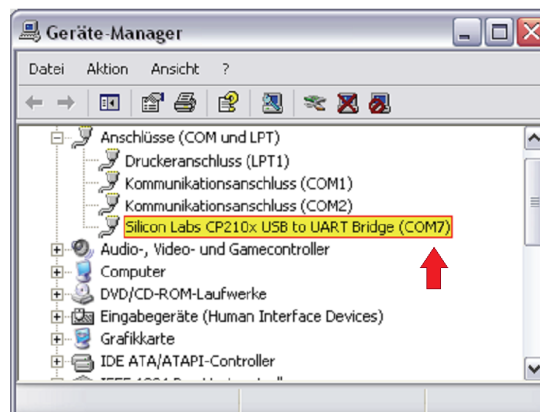 Geräte-Manager
Datei Aktion Ansicht ?
Anschlüsse (COM und LPT)
Druckeranschluss (LPT1)
Kommunikationsanschluss (COM1)
Kommunikationsanschluss (COM2)
Silicon Labs CP210x USB to UART Bridge (COM7)
Audio-, Video- und Gamecontroller
Computer
DVD/CD-ROM-Laufwerke
Eingabegeräte (Human Interface Devices)
Grafikkarte
IDE ATA/ATAPI-Controller